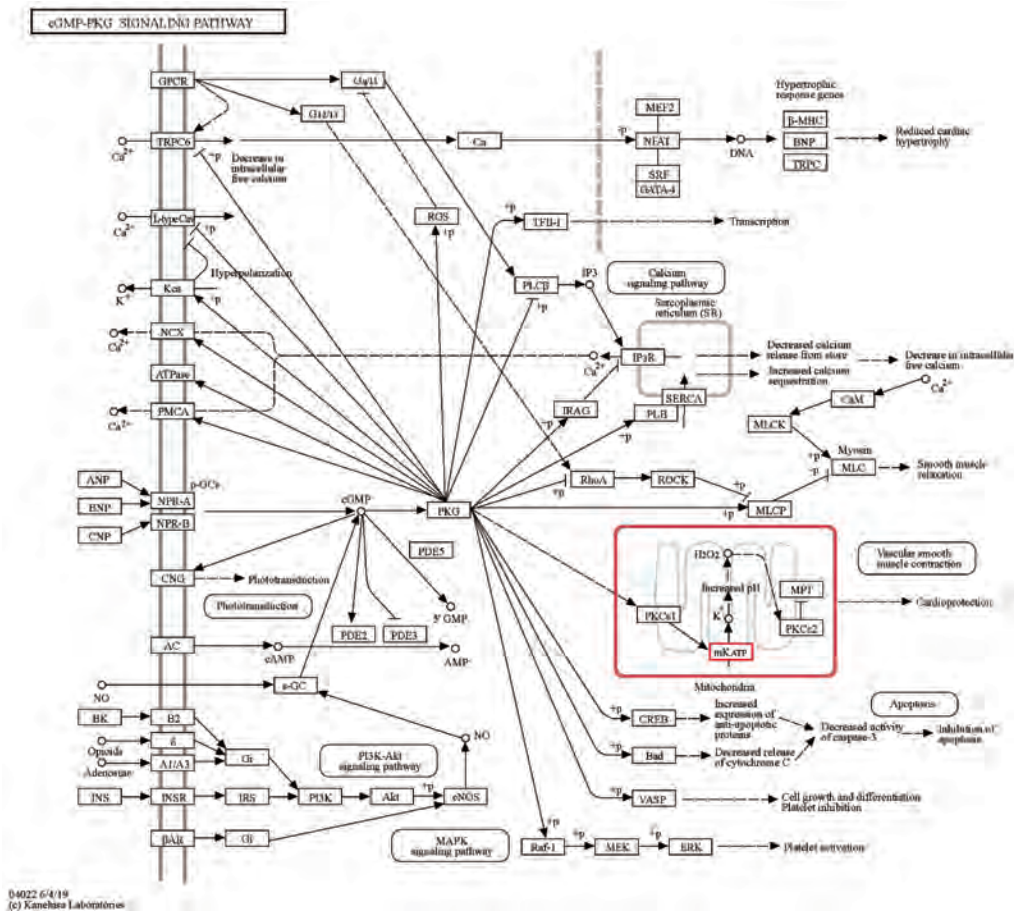 cGMP-PKG SIGNALING PATHWAY
GPCR
Gq/11
G12/13
Hypertrophic
response genes
MEF2
β-MHC
TRPC6
Ca2+
Decrease in
intracellular
free calcium
+p
Cn
+p
NFAT
DNA
BNP
Reduced cardiac
hypertrophy
TRPC
SRF
GATA-4
L-type Cav
Ca2+
+p
ROS
+p
+p
TFII-I
Transcription
Hyperpolarization
Kca
K+
+p
PLCβ
+p
IP3
Calcium
signaling pathway
Sarcoplasmic
reticulum (SR)
NCX
Ca2+
IP3R
Ca2+
Decreased calcium
release from store
Decrease in intracellular
free calcium
Increased calcium
sequestration
ATPase
SERCA
Ca2+
CaM
PMCA
Ca2+
IRAG
+p
PLB
+p
MLCK
+p
Myosin
MLC
-p
Smooth muscle
relaxation
ANP
BNP
CNP
p-GCs
NPR-A
NPR-B
cGMP
PKG
RhoA
+p
ROCK
+p
MLCP
+p
PDE5
CNG
Phototransduction
Phototransduction
5' GMP
PDE2
PDE3
H2O2
Increased pH
K+
MPT
PKCε1
PKCε2
mKATP
Mitochondria
Vascular smooth
muscle contraction
Cardioprotection
AC
cAMP
AMP
NO
s-GC
BK
B2
Opioids
Adenosine
A1/A3
Gi
NO
PI3K-Akt
signaling pathway
INS
INSR
IRS
PI3K
Akt
+p
eNOS
βAR
Gi
MAPK
signaling pathway
+p
CREB
Increased
expression of
anti-apoptotic
proteins
Apoptosis
Decreased activity
of caspase-3
Inhibition of
apoptosis
+p
Bad
Decreased release
of cytochrome C
+p
VASP
Cell growth and differentiation
Platelet inhibition
+p
Raf-1
+p
MEK
+p
ERK
Platelet activation
04022 6/4/19
(c) Kanehisa Laboratories